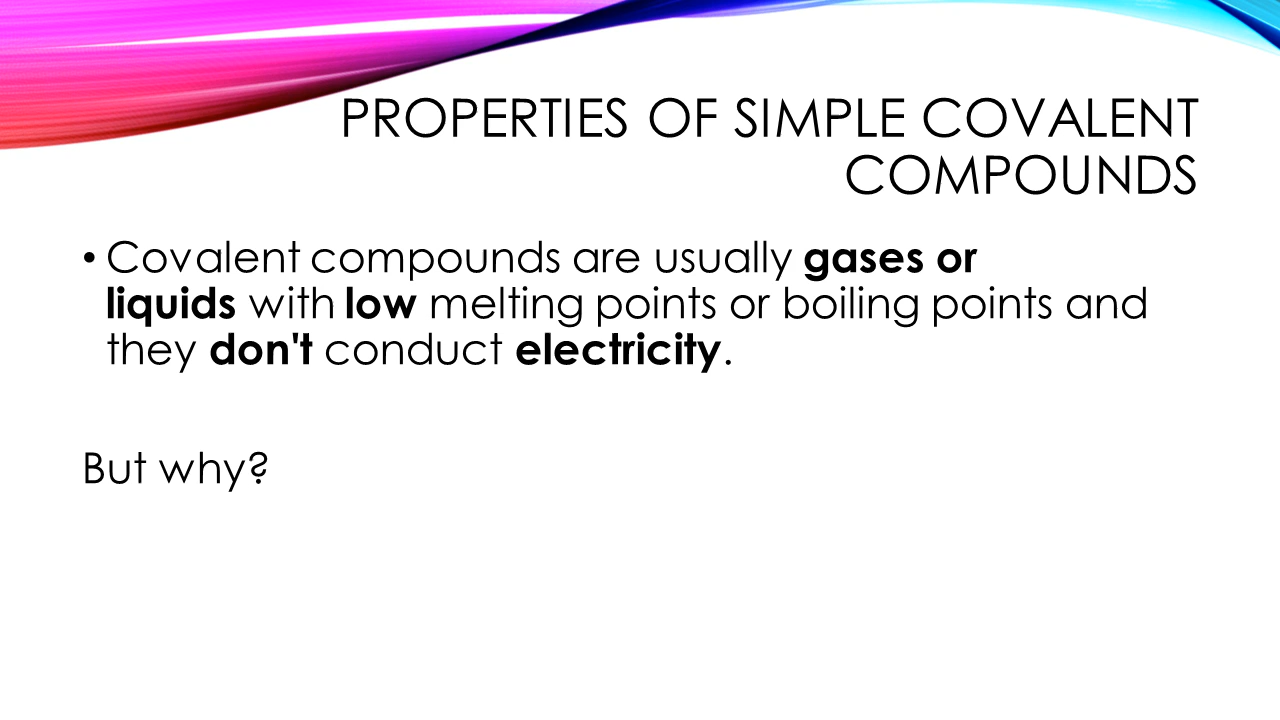 PROPERTIES OF SIMPLE COVALENT
COMPOUNDS
• Covalent compounds are usually gases or
liquids with low melting points or boiling points and
they don't conduct electricity.
But why?